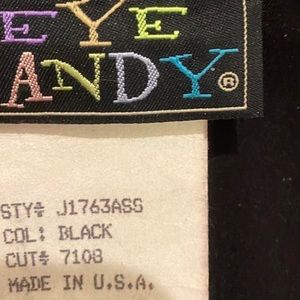 EYE
ANDY®
STY# J1763ASS
COL: BLACK
CUT# 7108
MADE IN U.S.A.